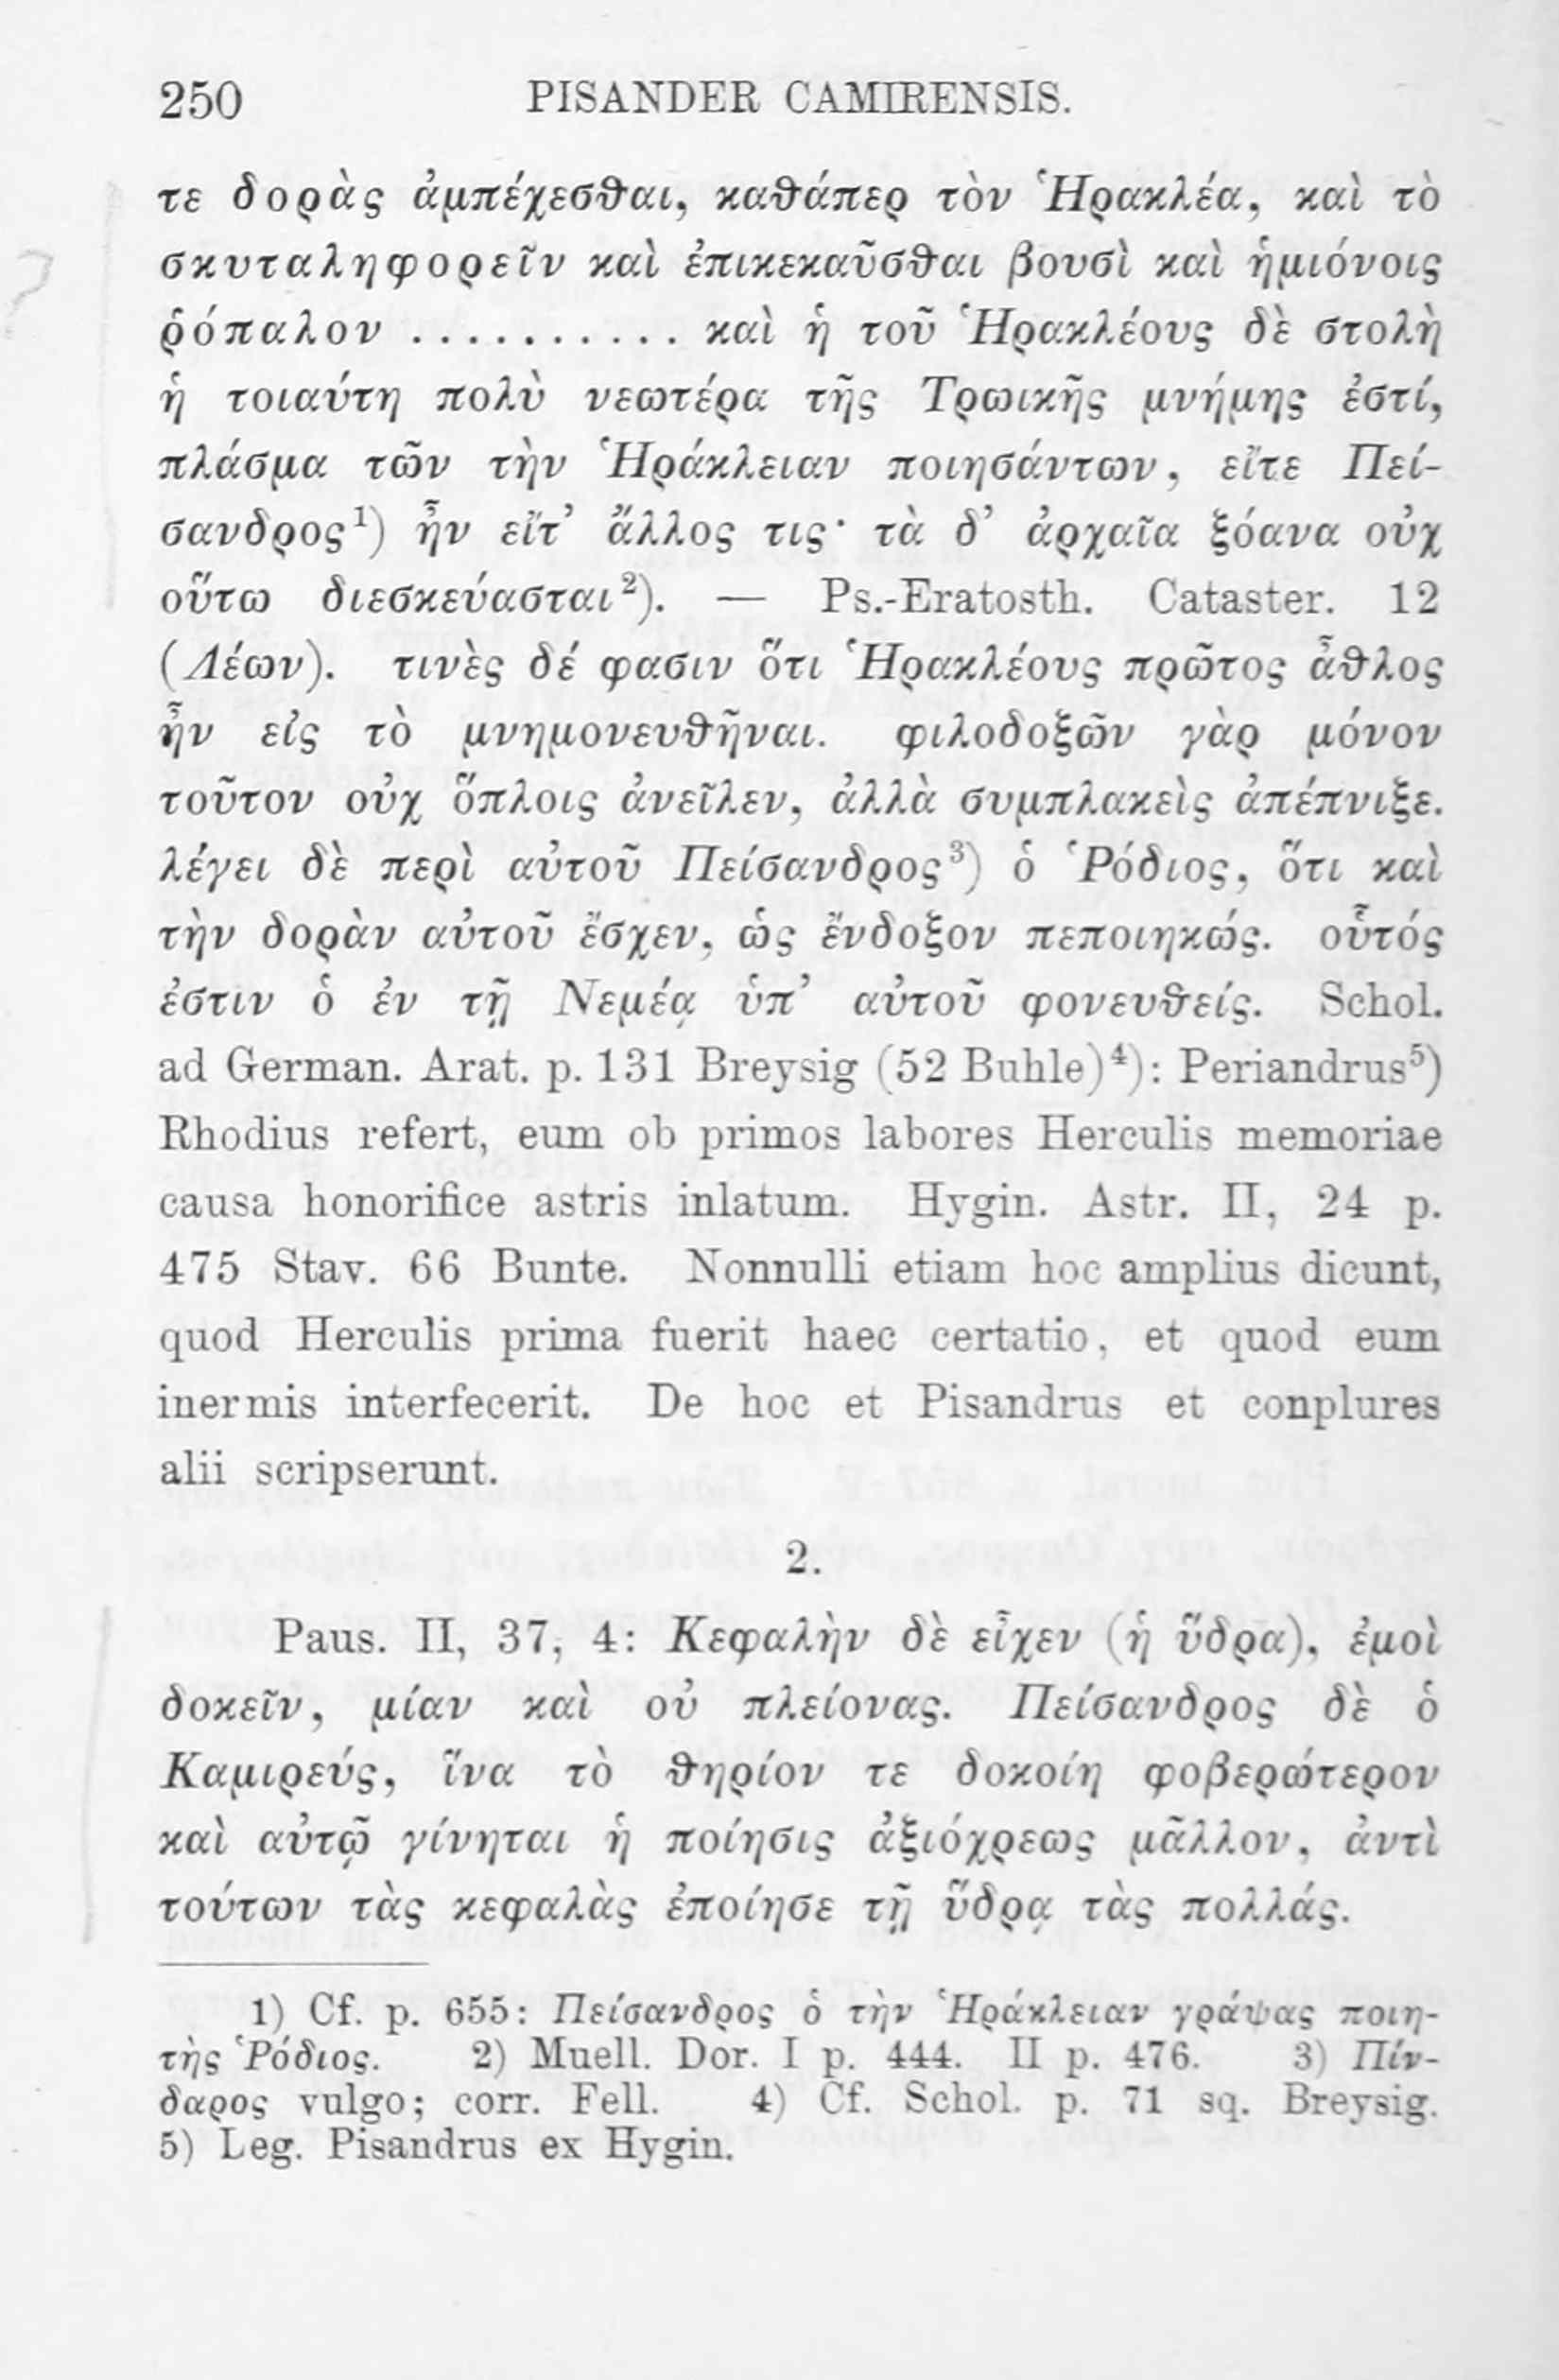 250 PISANDER CAMIRENSIS.
τε δορὰς ἀμπέχεσθαι, καθάπερ τὸν Ἡρακλέα, καὶ τὸ
σκυταληφορεῖν καὶ ἐπικεκαῦσθαι βουσὶ καὶ ἡμιόνοις
ῥόπαλον .......... καὶ ἡ τοῦ Ἡρακλέους δὲ στολὴ
ἡ τοιαύτη πολὺ νεωτέρα τῆς Τρωικῆς μνήμης ἐστί,
πλάσμα τῶν τὴν Ἡράκλειαν ποιησάντων, εἴτε Πεί-
σανδρος¹) ἦν εἴτ’ ἄλλος τις· τὰ δ’ ἀρχαῖα ξόανα οὐχ
οὕτω διεσκεύασται²). — Ps.-Eratosth. Cataster. 12
(Λέων). τινὲς δέ φασιν ὅτι Ἡρακλέους πρῶτος ἆθλος
ἦν εἰς τὸ μνημονευθῆναι. φιλοδοξῶν γὰρ μόνον
τοῦτον οὐχ ὅπλοις ἀνεῖλεν, ἀλλὰ συμπλακεὶς ἀπέπνιξε.
λέγει δὲ περὶ αὐτοῦ Πείσανδρος³) ὁ Ῥόδιος, ὅτι καὶ
τὴν δορὰν αὐτοῦ ἔσχεν, ὡς ἔνδοξον πεποιηκώς. οὗτός
ἐστιν ὁ ἐν τῇ Νεμέᾳ ὑπ’ αὐτοῦ φονευθείς. Schol.
ad German. Arat. p. 131 Breysig (52 Buhle)⁴): Periandrus⁵)
Rhodius refert, eum ob primos labores Herculis memoriae
causa honorifice astris inlatum. Hygin. Astr. II, 24 p.
475 Stav. 66 Bunte. Nonnulli etiam hoc amplius dicunt,
quod Herculis prima fuerit haec certatio, et quod eum
inermis interfecerit. De hoc et Pisandrus et conplures
alii scripserunt.
2.
Paus. II, 37, 4: Κεφαλὴν δὲ εἶχεν (ἡ ὕδρα), ἐμοὶ
δοκεῖν, μίαν καὶ οὐ πλείονας. Πείσανδρος δὲ ὁ
Καμιρεύς, ἵνα τὸ θηρίον τε δοκοίη φοβερώτερον
καὶ αὐτῷ γίνηται ἡ ποίησις ἀξιόχρεως μᾶλλον, ἀντὶ
τούτων τὰς κεφαλὰς ἐποίησε τῇ ὕδρᾳ τὰς πολλάς.
1) Cf. p. 655: Πείσανδρος ὁ τὴν Ἡράκλειαν γράψας ποιη-
τὴς Ῥόδιος. 2) Muell. Dor. I p. 444. II p. 476. 3) Πίν-
δαρος vulgo; corr. Fell. 4) Cf. Schol. p. 71 sq. Breysig.
5) Leg. Pisandrus ex Hygin.